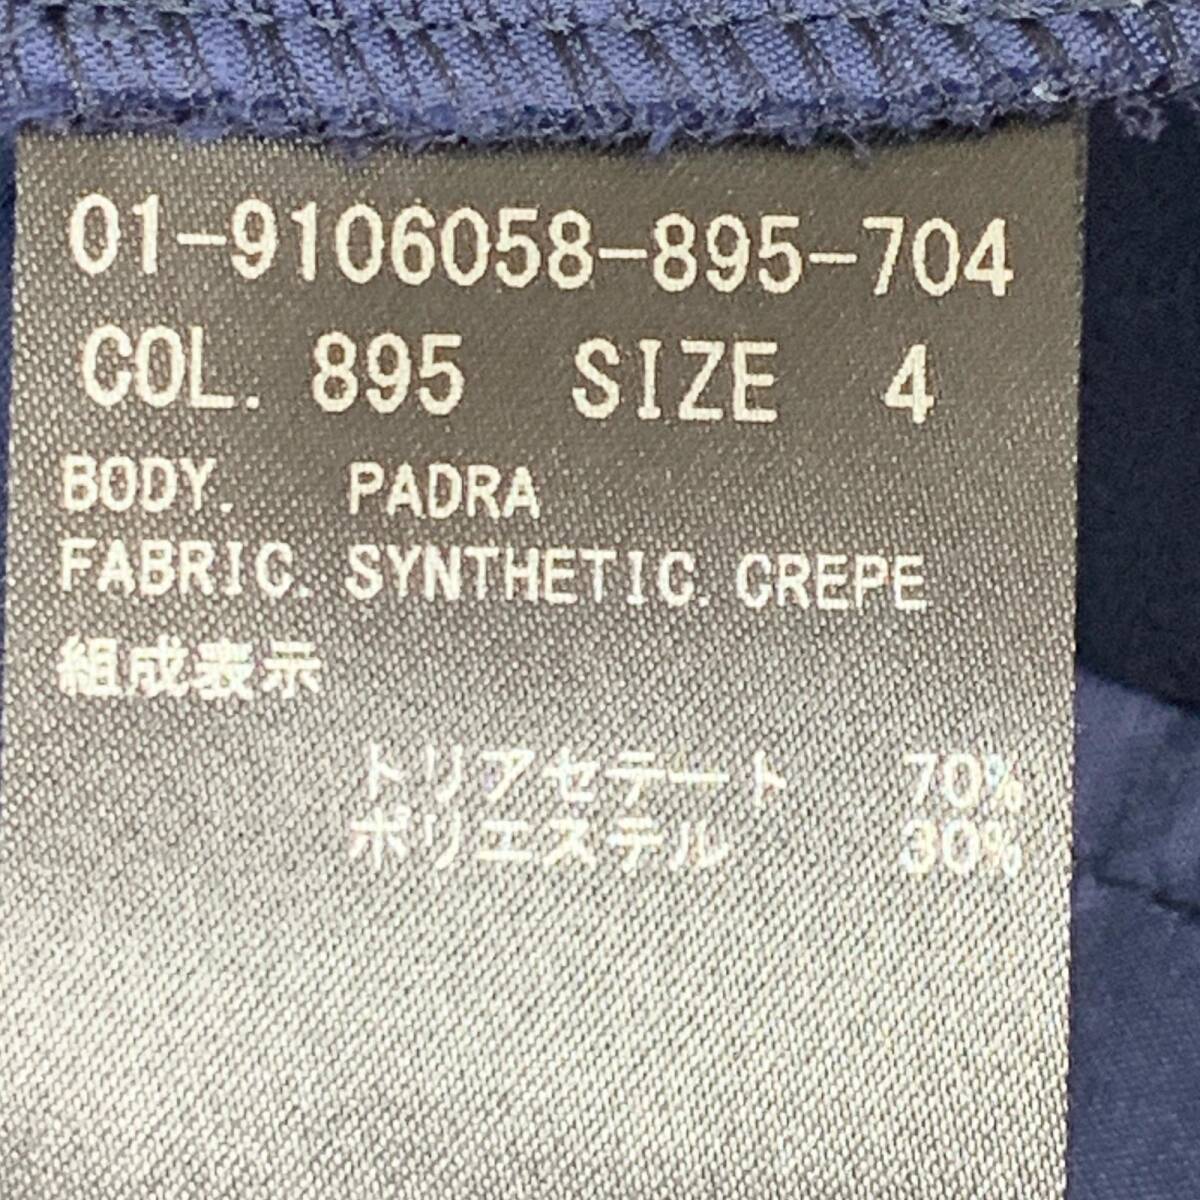 01-9106058-895-704
COL. 895 SIZE 4
BODY. PADRA
FABRIC. SYNTHETIC. CREPE
組成表示
トリアセテート 70%
ポリエステル 30%